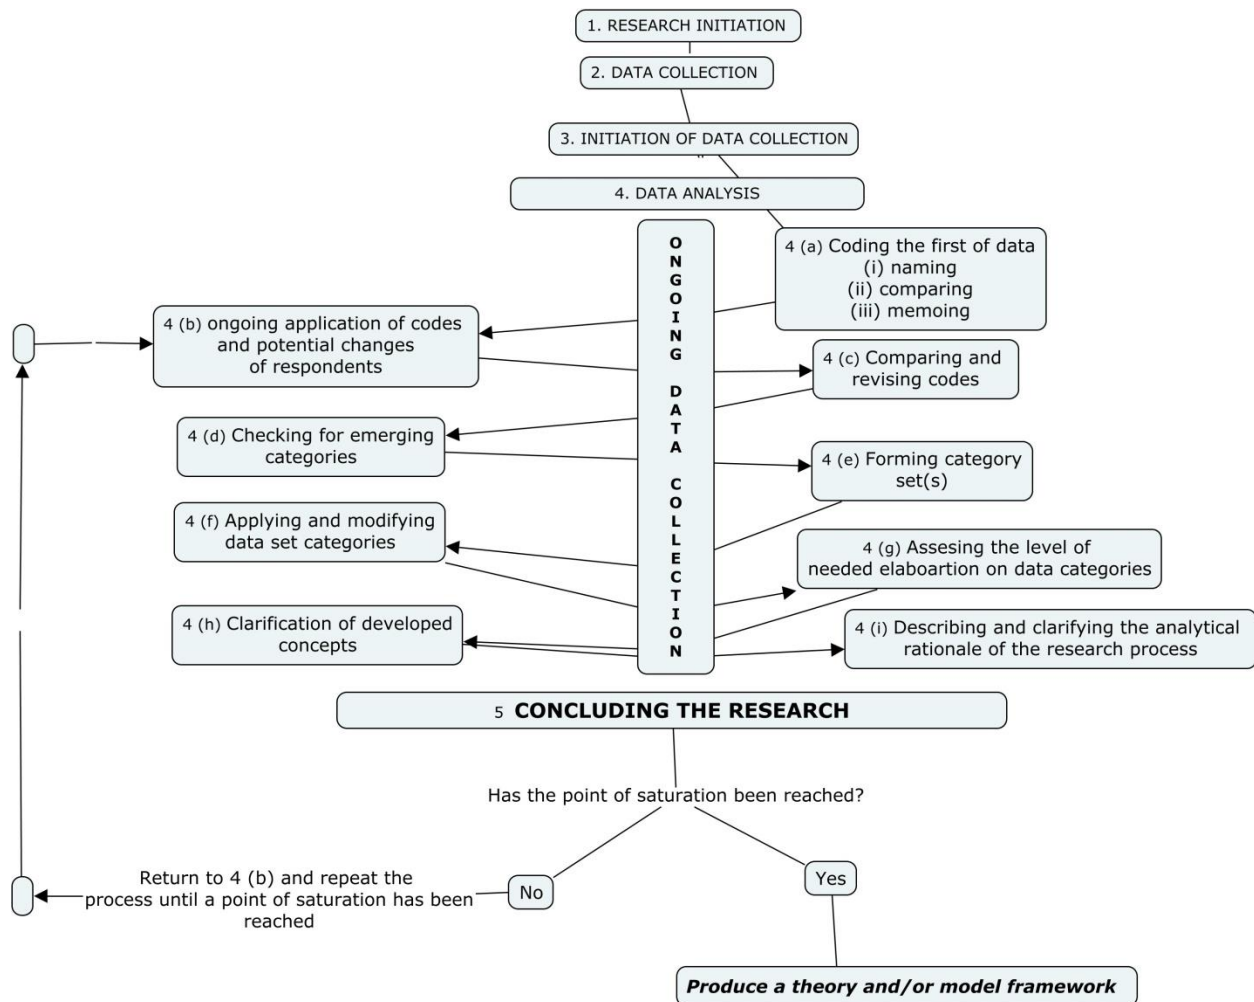 1. RESEARCH INITIATION
2. DATA COLLECTION
3. INITIATION OF DATA COLLECTION
4. DATA ANALYSIS
ONGOING DATA COLLECTION
4 (a) Coding the first of data
(i) naming
(ii) comparing
(iii) memoing
4 (b) ongoing application of codes
and potential changes
of respondents
4 (c) Comparing and
revising codes
4 (d) Checking for emerging
categories
4 (e) Forming category
set(s)
4 (f) Applying and modifying
data set categories
4 (g) Assesing the level of
needed elaboartion on data categories
4 (h) Clarification of developed
concepts
4 (i) Describing and clarifying the analytical
rationale of the research process
5 CONCLUDING THE RESEARCH
Has the point of saturation been reached?
Return to 4 (b) and repeat the
process until a point of saturation has been
reached
No
Yes
Produce a theory and/or model framework